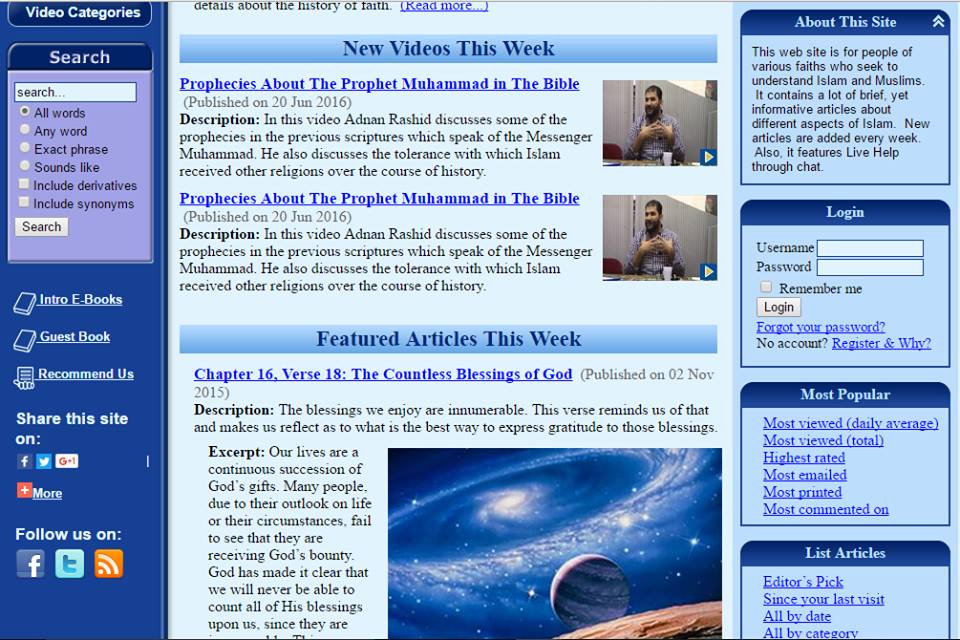 Video Categories
Search
search...
All words
Any word
Exact phrase
Sounds like
Include derivatives
Include synonyms
Search
Intro E-Books
Guest Book
Recommend Us
Share this site
on:
G+1
More
Follow us on:
details about the history of faith. (Read more...)
New Videos This Week
Prophecies About The Prophet Muhammad in The Bible
(Published on 20 Jun 2016)
Description: In this video Adnan Rashid discusses some of the
prophecies in the previous scriptures which speak of the Messenger
Muhammad. He also discusses the tolerance with which Islam
received other religions over the course of history.
Prophecies About The Prophet Muhammad in The Bible
(Published on 20 Jun 2016)
Description: In this video Adnan Rashid discusses some of the
prophecies in the previous scriptures which speak of the Messenger
Muhammad. He also discusses the tolerance with which Islam
received other religions over the course of history.
Featured Articles This Week
Chapter 16, Verse 18: The Countless Blessings of God (Published on 02 Nov
2015)
Description: The blessings we enjoy are innumerable. This verse reminds us of that
and makes us reflect as to what is the best way to express gratitude to those blessings.
Excerpt: Our lives are a
continuous succession of
God's gifts. Many people,
due to their outlook on life
or their circumstances, fail
to see that they are
receiving God's bounty.
God has made it clear that
we will never be able to
count all of His blessings
upon us, since they are
About This Site
This web site is for people of
various faiths who seek to
understand Islam and Muslims.
It contains a lot of brief, yet
informative articles about
different aspects of Islam. New
articles are added every week.
Also, it features Live Help
through chat.
Login
Username
Password
Remember me
Login
Forgot your password?
No account? Register & Why?
Most Popular
Most viewed (daily average)
Most viewed (total)
Highest rated
Most emailed
Most printed
Most commented on
List Articles
Editor's Pick
Since your last visit
All by date
All by category